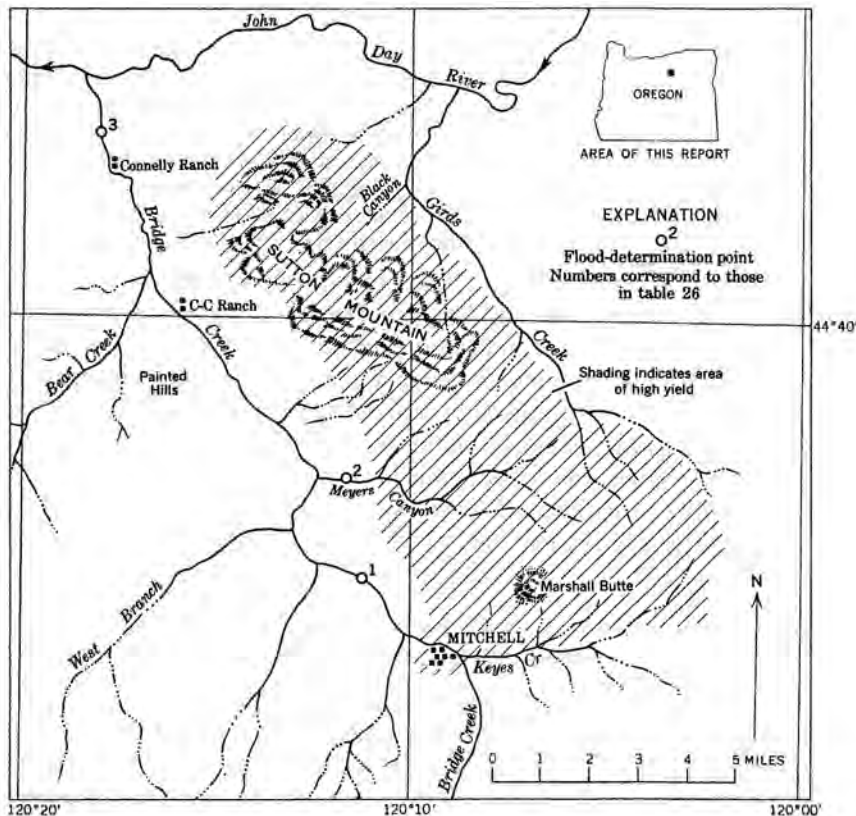 John
Day
River
OREGON
AREA OF THIS REPORT
3
Connelly Ranch
Black Canyon
Girds
EXPLANATION
2
Flood-determination point
Numbers correspond to those
in table 26
Bridge
SUTTON
MOUNTAIN
C-C Ranch
44°40'
Creek
Creek
Bear Creek
Painted
Hills
Shading indicates area
of high yield
2
Meyers
Canyon
1
Marshall Butte
N
West Branch
MITCHELL
Keyes Cr
Bridge Creek
0 1 2 3 4 5 MILES
120°20'
120°10'
120°00'